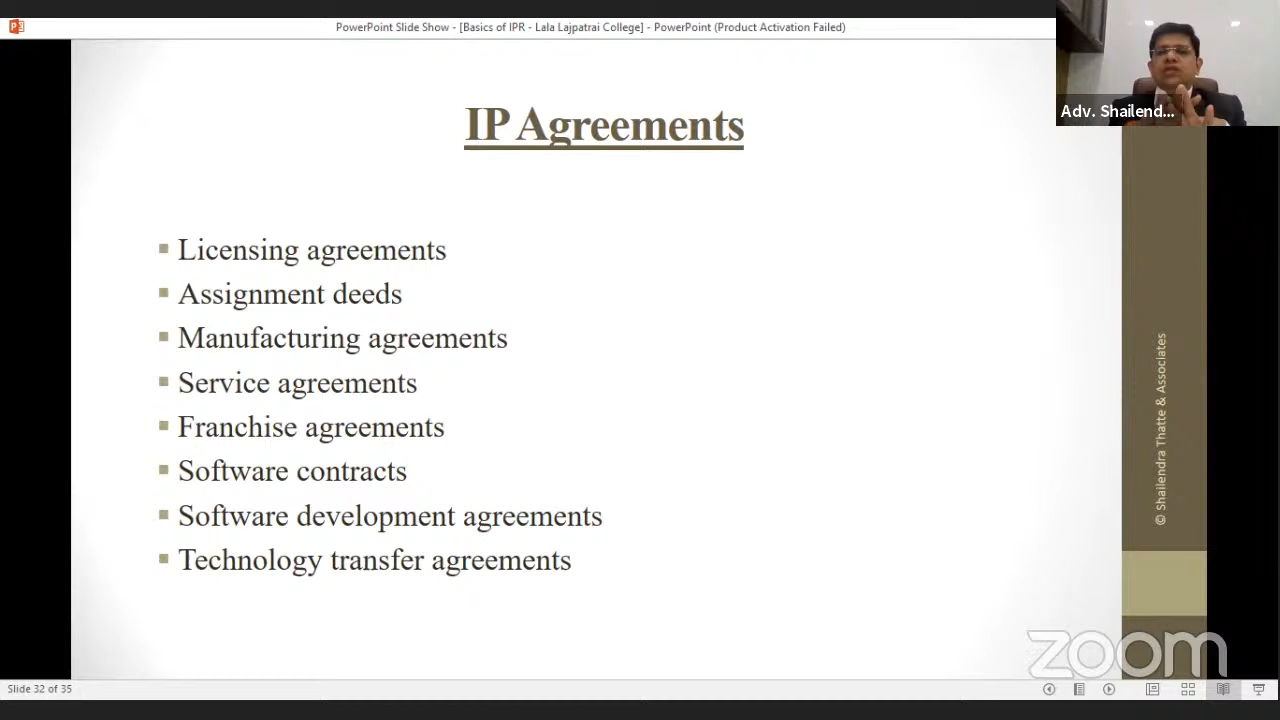 PowerPoint Slide Show - [Basics of IPR - Lala Lajpatrai College] - PowerPoint (Product Activation Failed)
Adv. Shailend...
IP Agreements
Licensing agreements
Assignment deeds
Manufacturing agreements
Service agreements
Franchise agreements
Software contracts
Software development agreements
Technology transfer agreements
© Shailendra Thatte & Associates
zoom
Slide 32 of 35